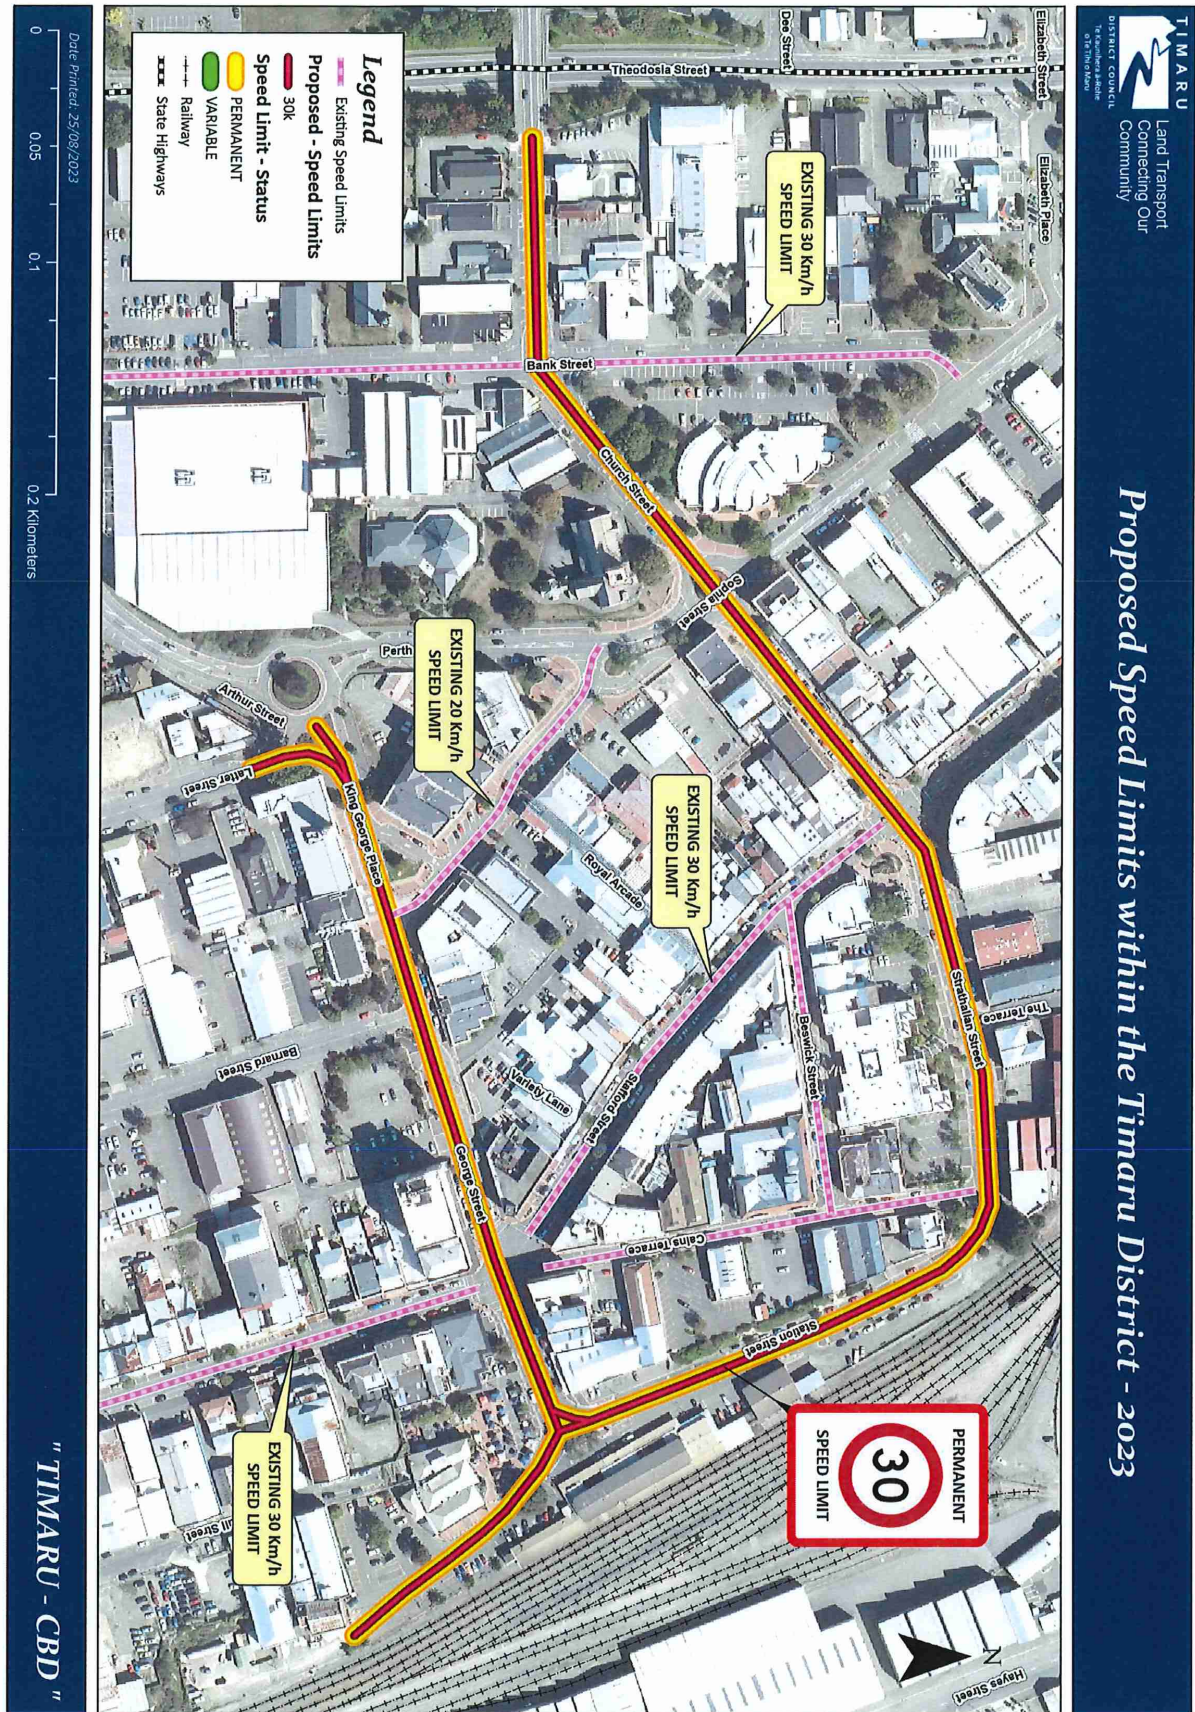 TIMARU
DISTRICT COUNCIL
Te Kaunihera ā-Rohe
o Te Tihi o Maru
Land Transport
Connecting Our
Community
Proposed Speed Limits within the Timaru District - 2023
Elizabeth Street
Dee Street
Theodosia Street
Elizabeth Place
EXISTING 30 Km/h
SPEED LIMIT
Bank Street
Church Street
Sophia Street
Perth
EXISTING 20 Km/h
SPEED LIMIT
Arthur Street
Latter Street
King George Place
Royal Arcade
EXISTING 30 Km/h
SPEED LIMIT
Strathallan Street
The Terrace
Beswick Street
Stafford Street
Variety Lane
Barnard Street
George Street
Cains Terrace
Station Street
PERMANENT
30
SPEED LIMIT
EXISTING 30 Km/h
SPEED LIMIT
ill Street
N
Hayes Street
Legend
Existing Speed Limits
Proposed - Speed Limits
30k
Speed Limit - Status
PERMANENT
VARIABLE
Railway
State Highways
Date Printed: 25/08/2023
0 0.05 0.1 0.2 Kilometers
"TIMARU - CBD"